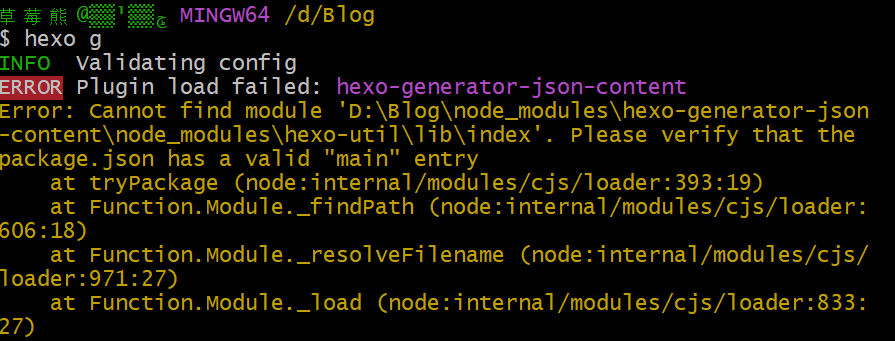 草莓熊@ MINGW64 /d/Blog
$ hexo g
INFO  Validating config
ERROR Plugin load failed: hexo-generator-json-content
Error: Cannot find module 'D:\Blog\node_modules\hexo-generator-json
-content\node_modules\hexo-util\lib\index'. Please verify that the
package.json has a valid "main" entry
    at tryPackage (node:internal/modules/cjs/loader:393:19)
    at Function.Module._findPath (node:internal/modules/cjs/loader:
606:18)
    at Function.Module._resolveFilename (node:internal/modules/cjs/
loader:971:27)
    at Function.Module._load (node:internal/modules/cjs/loader:833:
27)